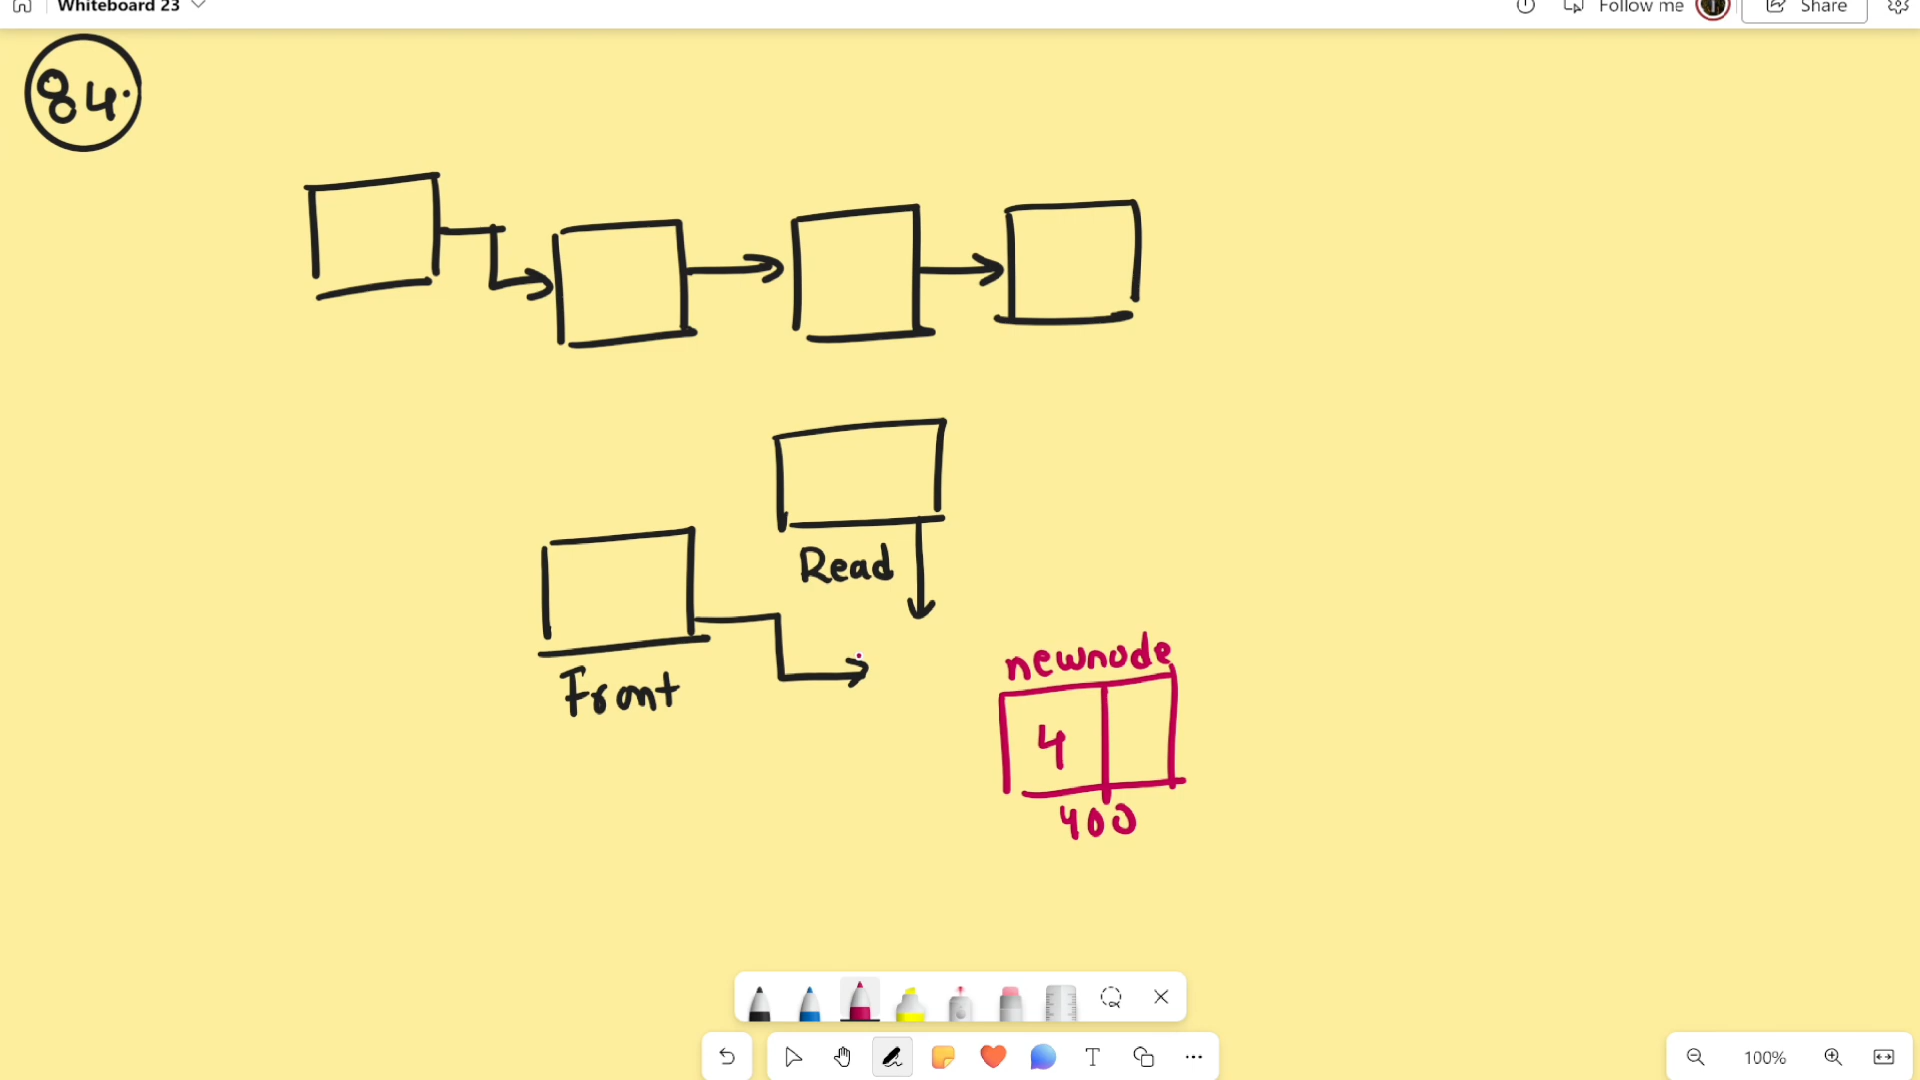 Whiteboard 23
Follow me
Share
84.
Read
Front
newnode
4
400
100%